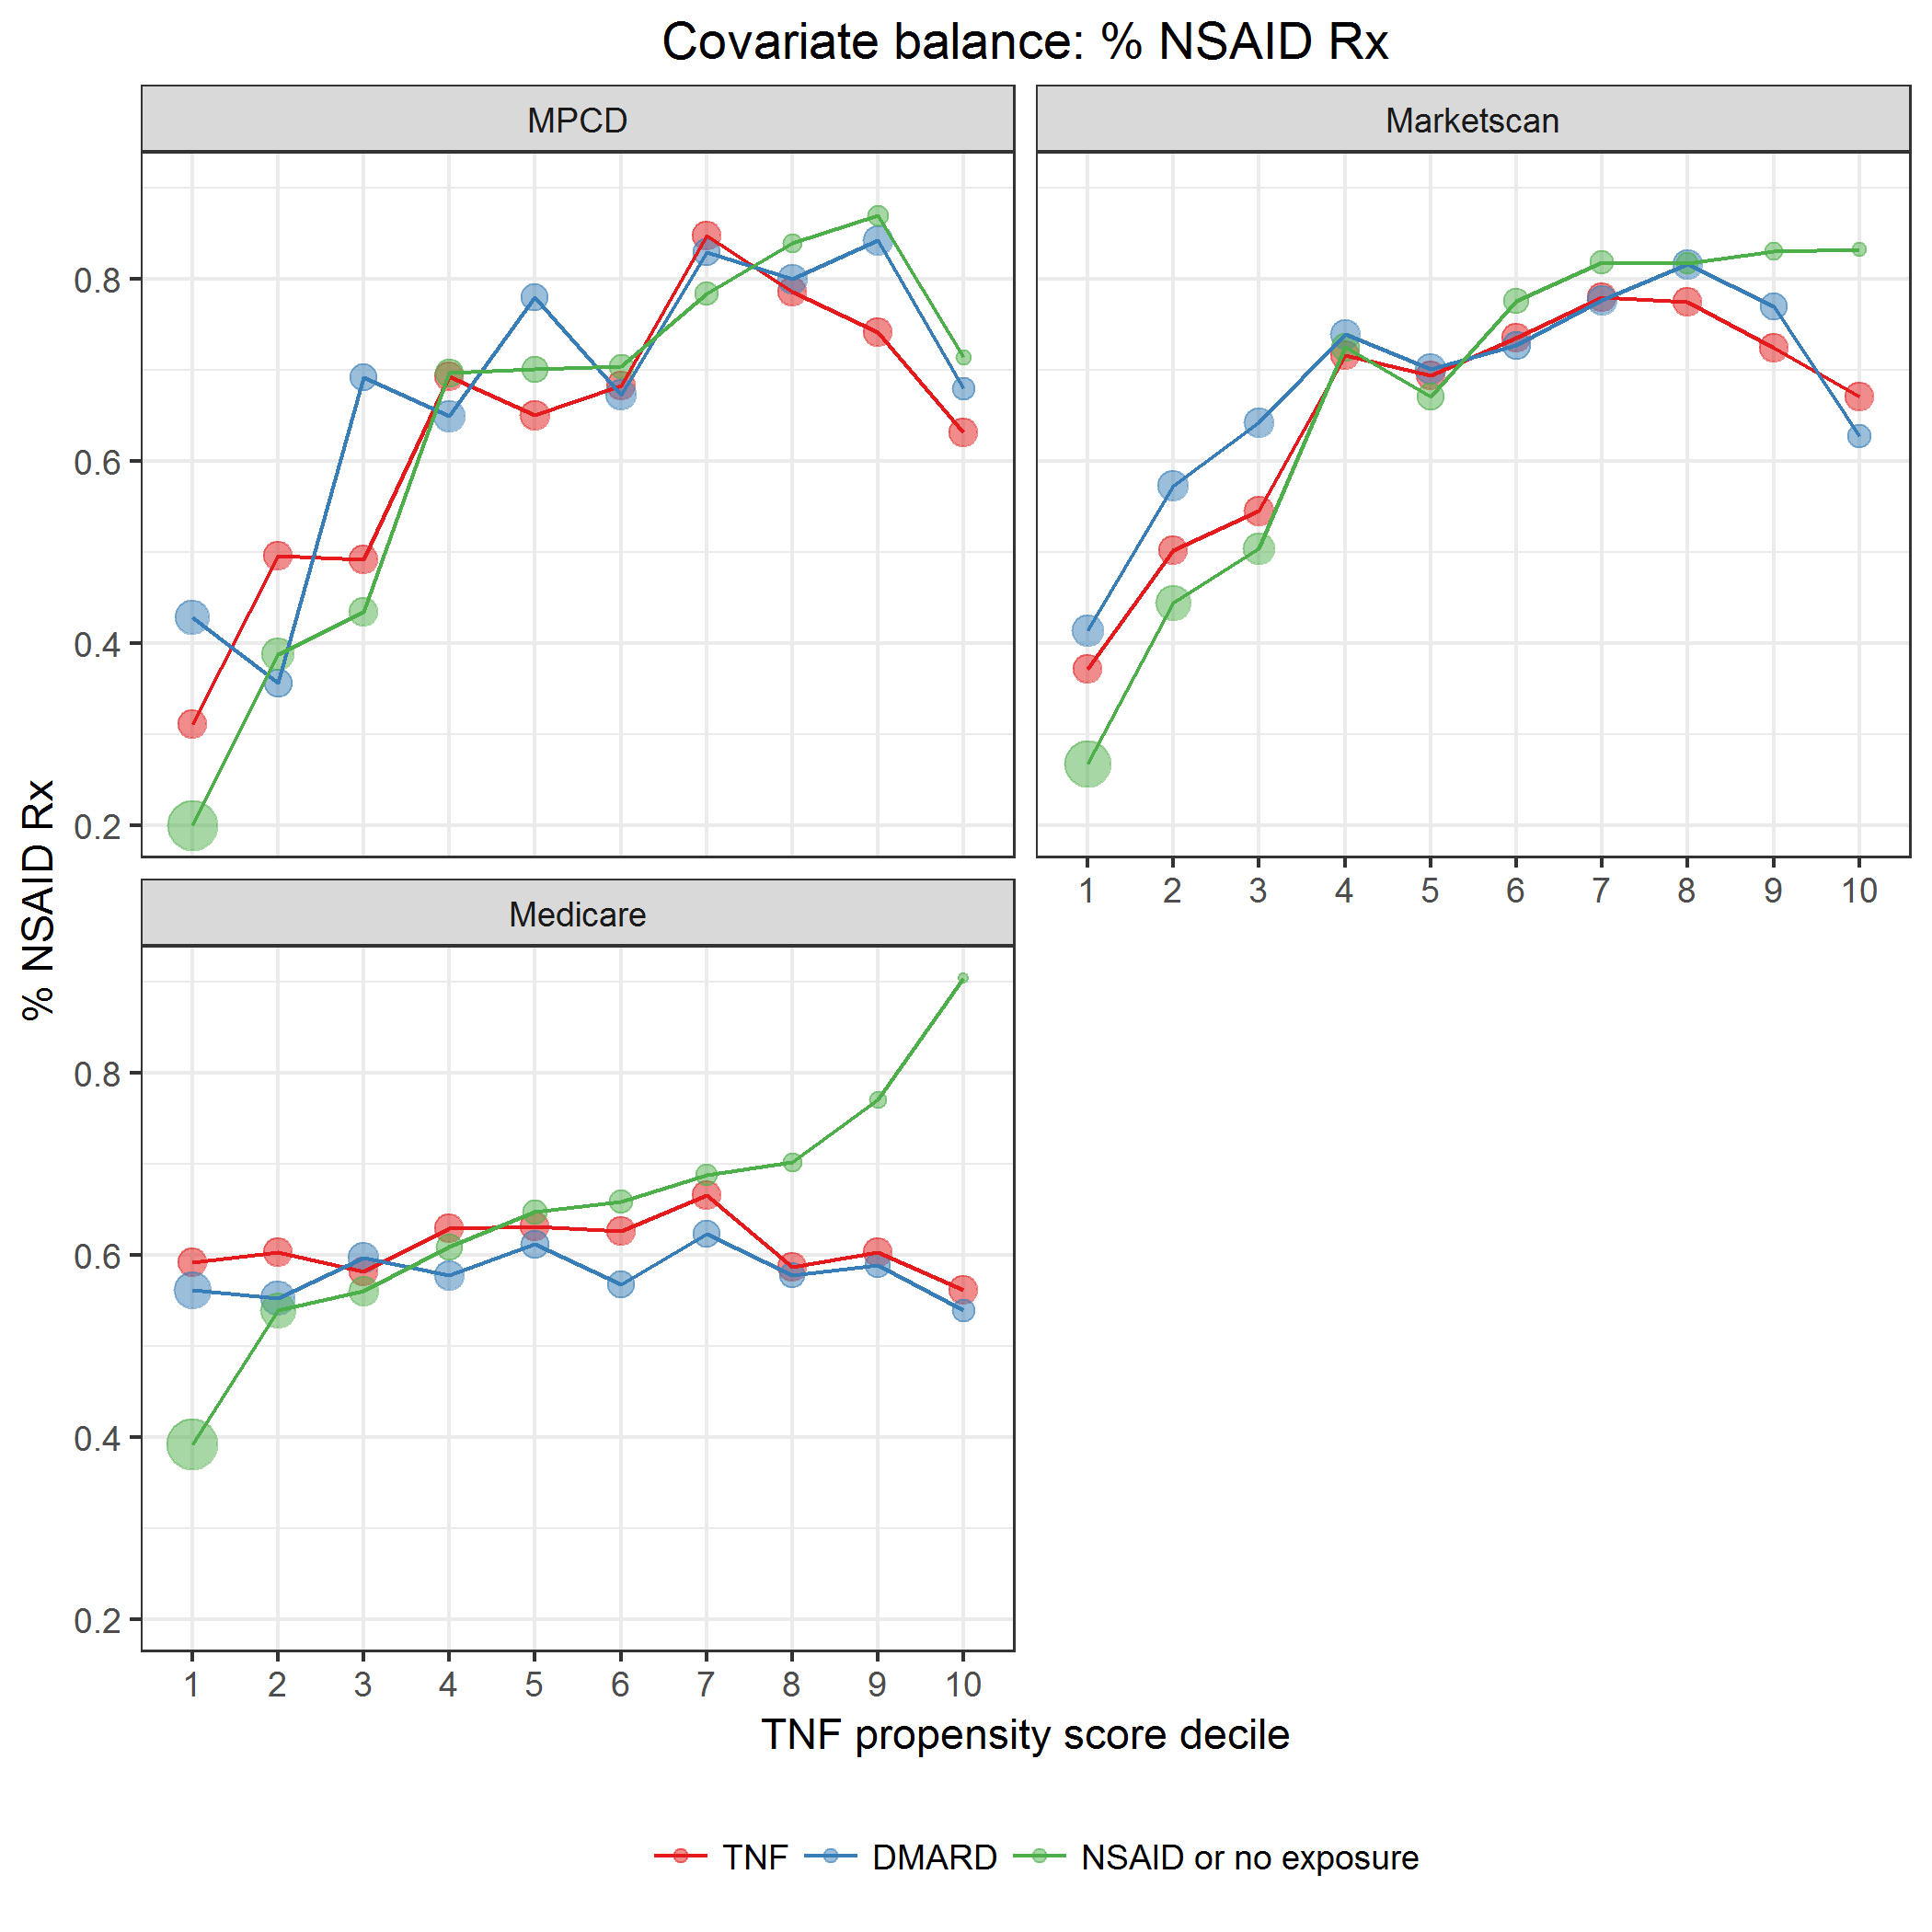 Covariate balance: % NSAID Rx
MPCD
Marketscan
0.8
0.6
0.4
0.2
1 2 3 4 5 6 7 8 9 10
% NSAID Rx
Medicare
0.8
0.6
0.4
0.2
1 2 3 4 5 6 7 8 9 10
TNF propensity score decile
TNF DMARD NSAID or no exposure